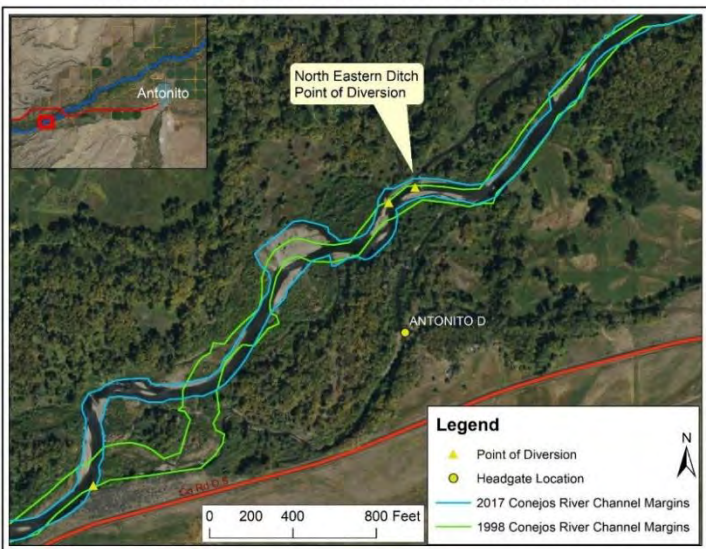 Antonito
North Eastern Ditch
Point of Diversion
ANTONITO D
Legend
Point of Diversion
Headgate Location
2017 Conejos River Channel Margins
1998 Conejos River Channel Margins
N
0 200 400 800 Feet